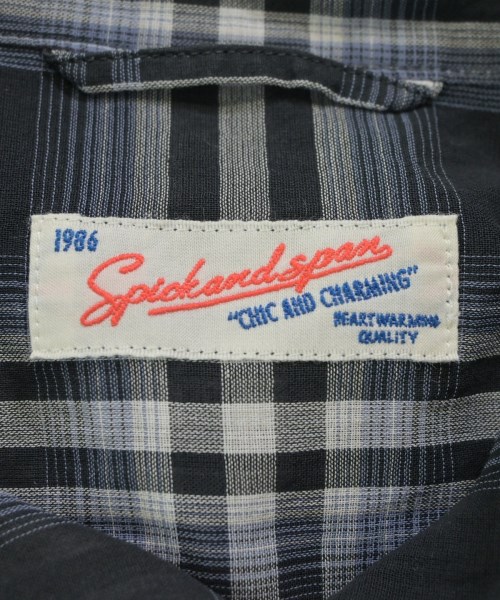 1986
Spickandspan
"CHIC AND CHARMING"
HEARTWARMING
QUALITY